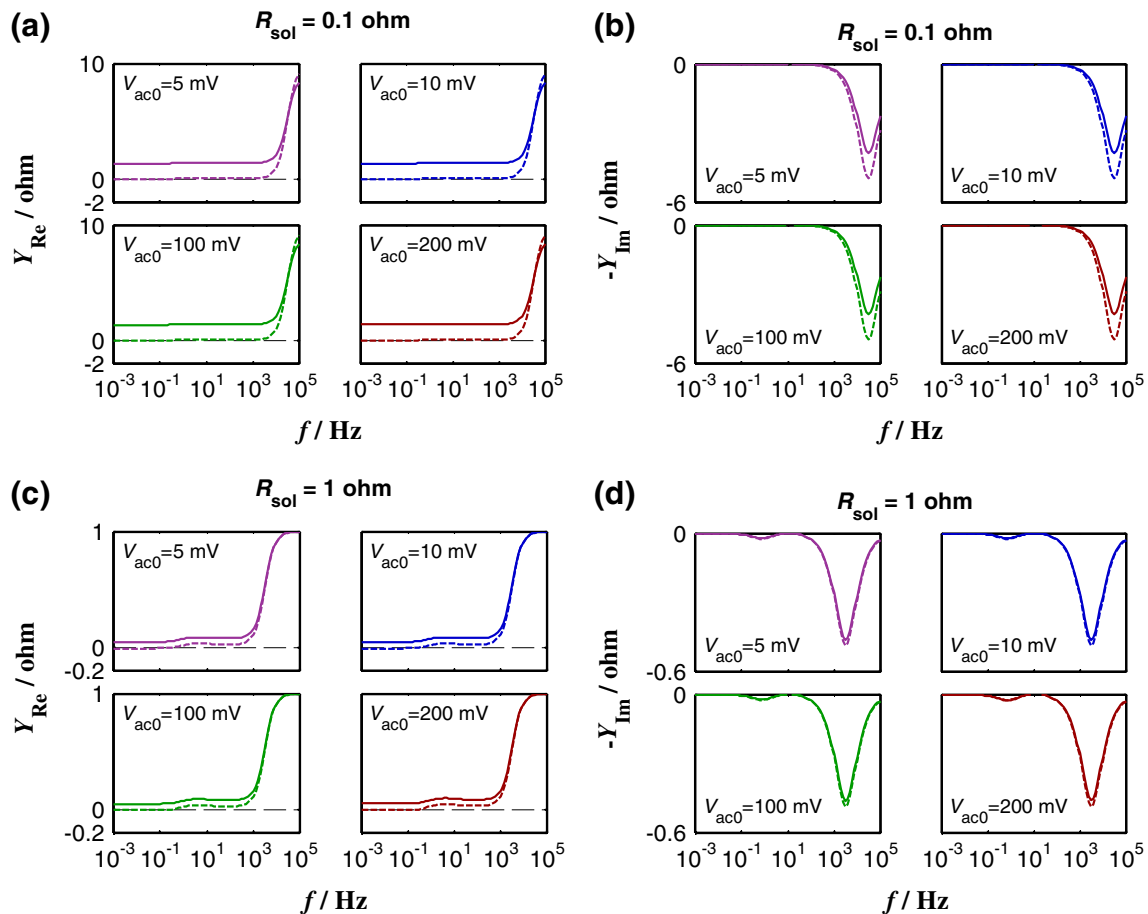 (a)
R_sol = 0.1 ohm
Y_Re / ohm
10
0
-2
V_ac0=5 mV
V_ac0=10 mV
10
0
-2
V_ac0=100 mV
V_ac0=200 mV
10^-3 10^-1 10^1 10^3 10^5
10^-3 10^-1 10^1 10^3 10^5
f / Hz
(b)
R_sol = 0.1 ohm
-Y_Im / ohm
0
-6
V_ac0=5 mV
V_ac0=10 mV
0
-6
V_ac0=100 mV
V_ac0=200 mV
10^-3 10^-1 10^1 10^3 10^5
10^-3 10^-1 10^1 10^3 10^5
f / Hz
(c)
R_sol = 1 ohm
Y_Re / ohm
1
0
-0.2
V_ac0=5 mV
V_ac0=10 mV
1
0
-0.2
V_ac0=100 mV
V_ac0=200 mV
10^-3 10^-1 10^1 10^3 10^5
10^-3 10^-1 10^1 10^3 10^5
f / Hz
(d)
R_sol = 1 ohm
-Y_Im / ohm
0
-0.6
V_ac0=5 mV
V_ac0=10 mV
0
-0.6
V_ac0=100 mV
V_ac0=200 mV
10^-3 10^-1 10^1 10^3 10^5
10^-3 10^-1 10^1 10^3 10^5
f / Hz